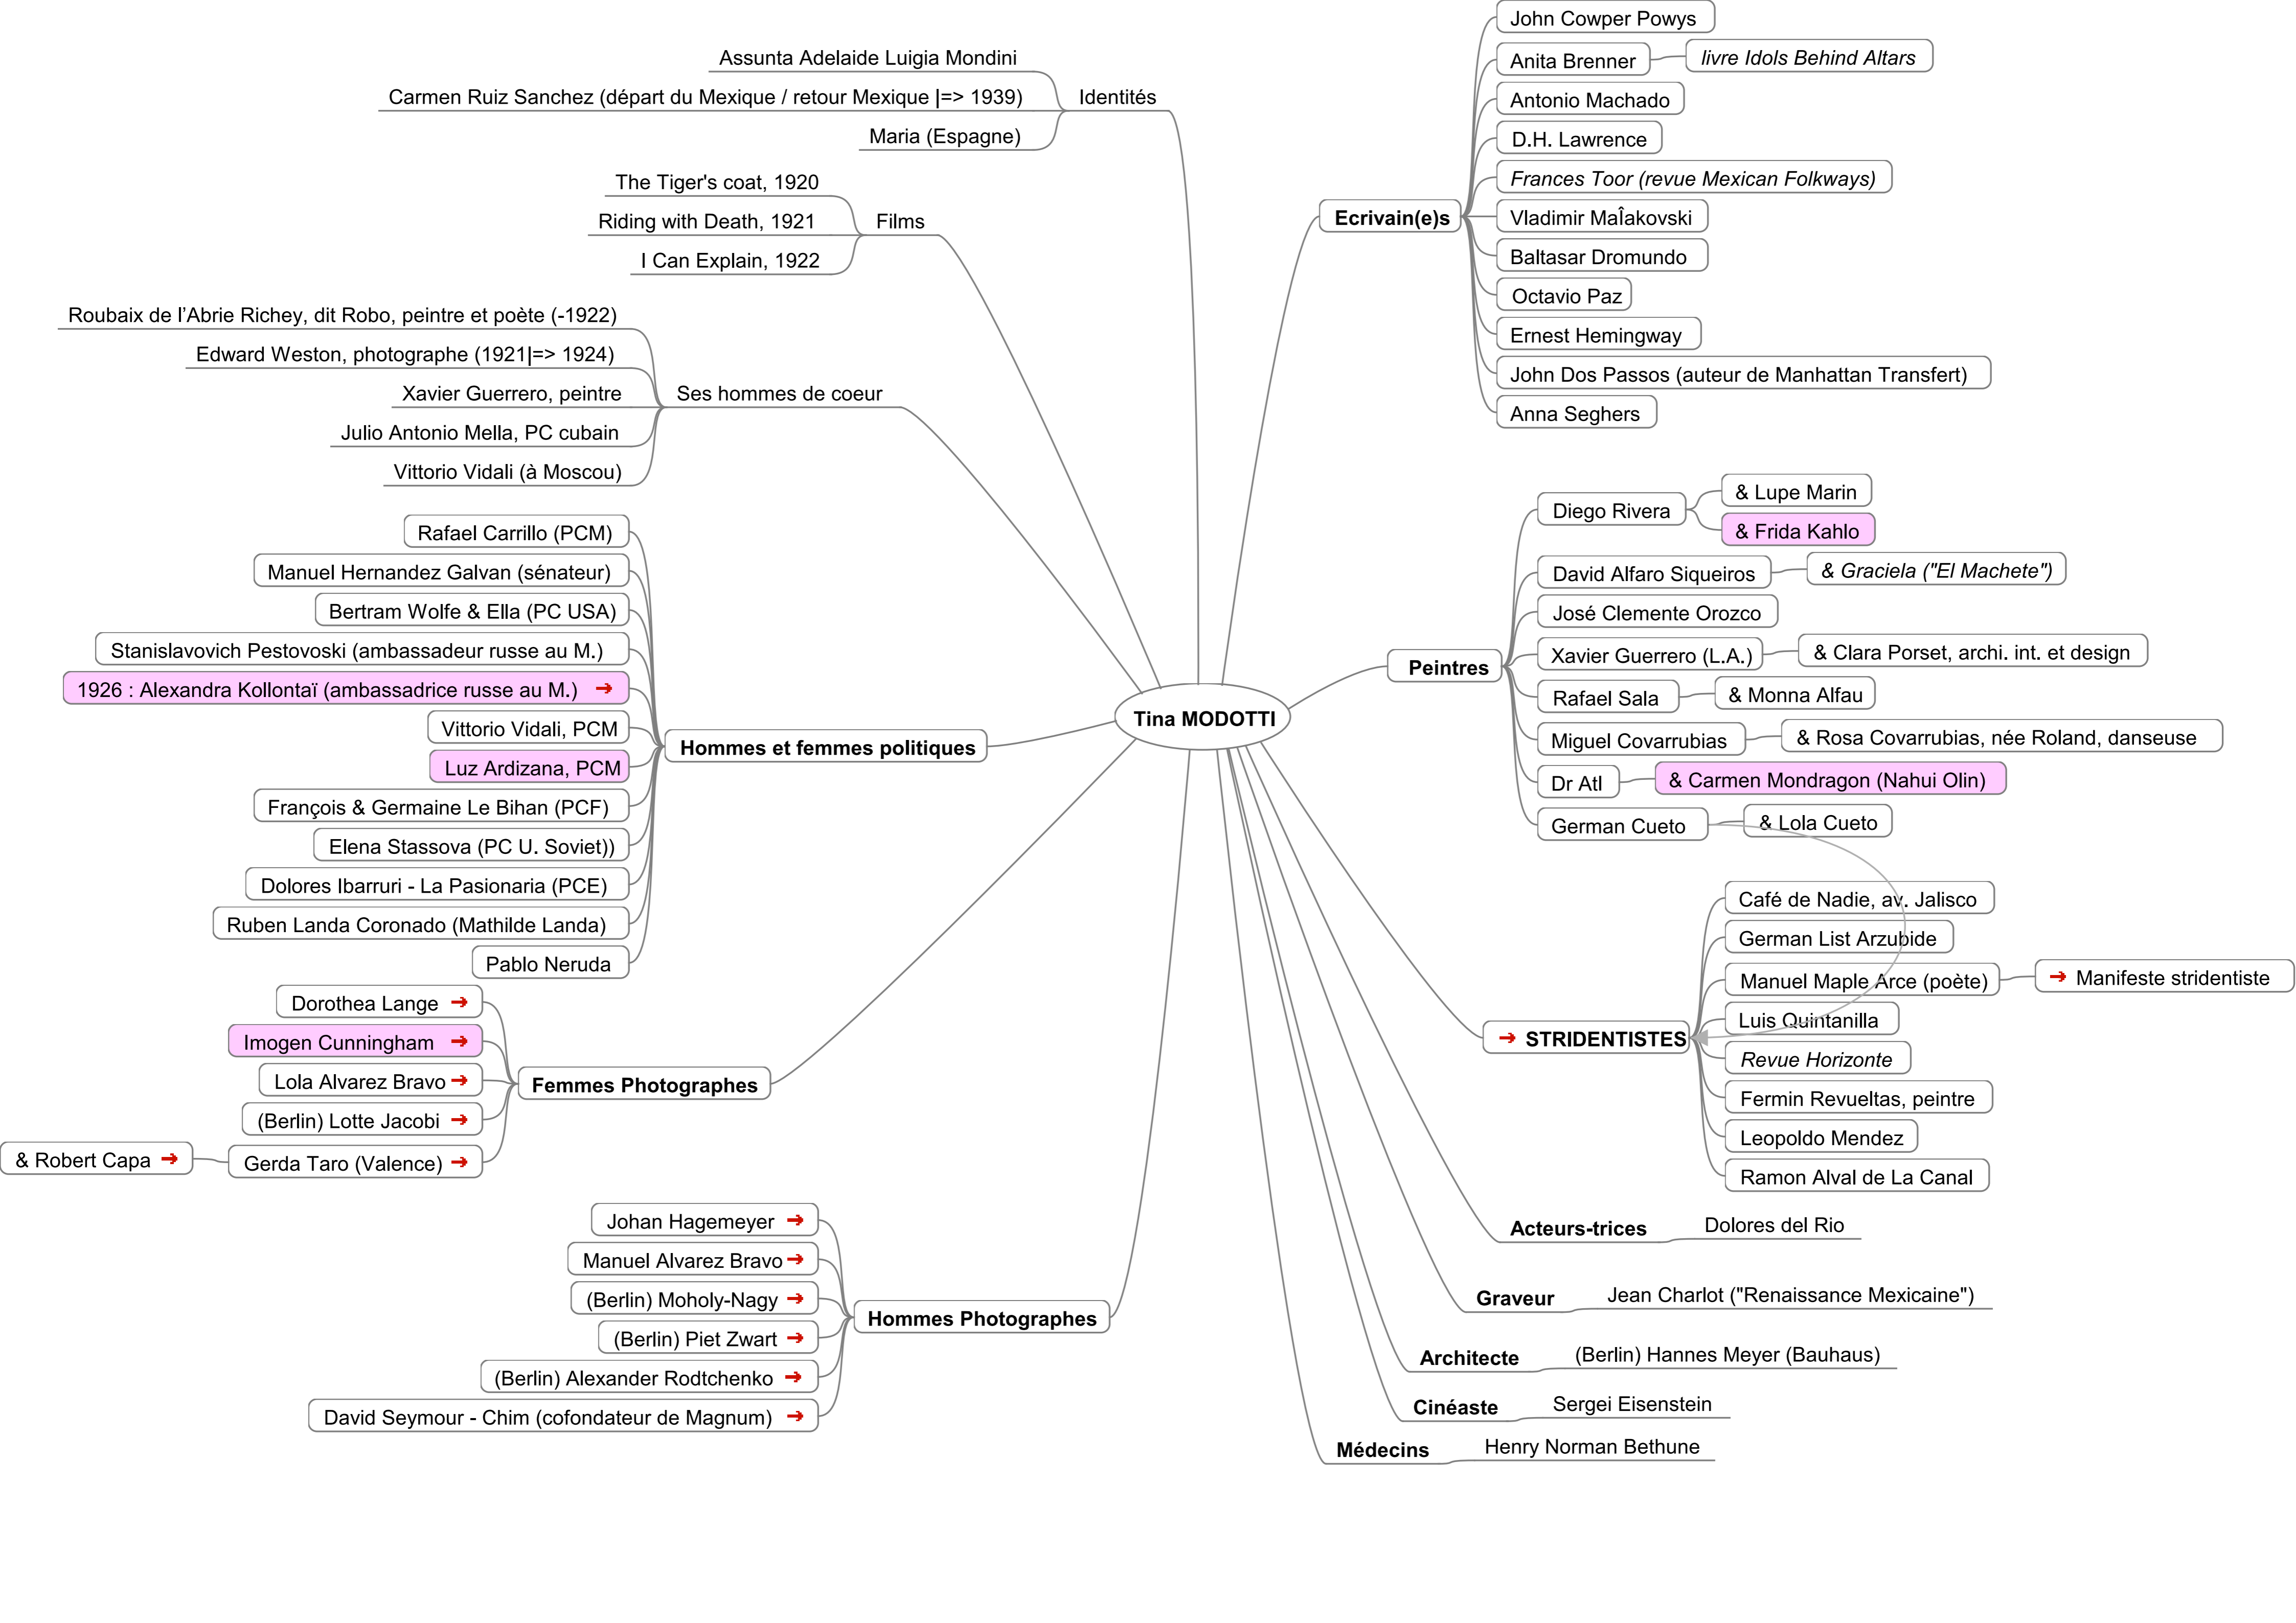 Tina MODOTTI
Identités
Assunta Adelaide Luigia Mondini
Carmen Ruiz Sanchez (départ du Mexique / retour Mexique |=> 1939)
Maria (Espagne)
Films
The Tiger's coat, 1920
Riding with Death, 1921
I Can Explain, 1922
Ses hommes de coeur
Roubaix de l’Abrie Richey, dit Robo, peintre et poète (-1922)
Edward Weston, photographe (1921|=> 1924)
Xavier Guerrero, peintre
Julio Antonio Mella, PC cubain
Vittorio Vidali (à Moscou)
Hommes et femmes politiques
Rafael Carrillo (PCM)
Manuel Hernandez Galvan (sénateur)
Bertram Wolfe & Ella (PC USA)
Stanislavovich Pestovoski (ambassadeur russe au M.)
1926 : Alexandra Kollontaï (ambassadrice russe au M.) ➔
Vittorio Vidali, PCM
Luz Ardizana, PCM
François & Germaine Le Bihan (PCF)
Elena Stassova (PC U. Soviet))
Dolores Ibarruri - La Pasionaria (PCE)
Ruben Landa Coronado (Mathilde Landa)
Pablo Neruda
Femmes Photographes
Dorothea Lange ➔
Imogen Cunningham ➔
Lola Alvarez Bravo ➔
(Berlin) Lotte Jacobi ➔
Gerda Taro (Valence) ➔
& Robert Capa ➔
Hommes Photographes
Johan Hagemeyer ➔
Manuel Alvarez Bravo ➔
(Berlin) Moholy-Nagy ➔
(Berlin) Piet Zwart ➔
(Berlin) Alexander Rodtchenko ➔
David Seymour - Chim (cofondateur de Magnum) ➔
Ecrivain(e)s
John Cowper Powys
Anita Brenner
livre Idols Behind Altars
Antonio Machado
D.H. Lawrence
Frances Toor (revue Mexican Folkways)
Vladimir MaÎakovski
Baltasar Dromundo
Octavio Paz
Ernest Hemingway
John Dos Passos (auteur de Manhattan Transfert)
Anna Seghers
Peintres
Diego Rivera
& Lupe Marin
& Frida Kahlo
David Alfaro Siqueiros
& Graciela ("El Machete")
José Clemente Orozco
Xavier Guerrero (L.A.)
& Clara Porset, archi. int. et design
Rafael Sala
& Monna Alfau
Miguel Covarrubias
& Rosa Covarrubias, née Roland, danseuse
Dr Atl
& Carmen Mondragon (Nahui Olin)
German Cueto
& Lola Cueto
➔ STRIDENTISTES
Café de Nadie, av. Jalisco
German List Arzubide
Manuel Maple Arce (poète)
➔ Manifeste stridentiste
Luis Quintanilla
Revue Horizonte
Fermin Revueltas, peintre
Leopoldo Mendez
Ramon Alval de La Canal
Acteurs-trices
Dolores del Rio
Graveur
Jean Charlot ("Renaissance Mexicaine")
Architecte
(Berlin) Hannes Meyer (Bauhaus)
Cinéaste
Sergei Eisenstein
Médecins
Henry Norman Bethune